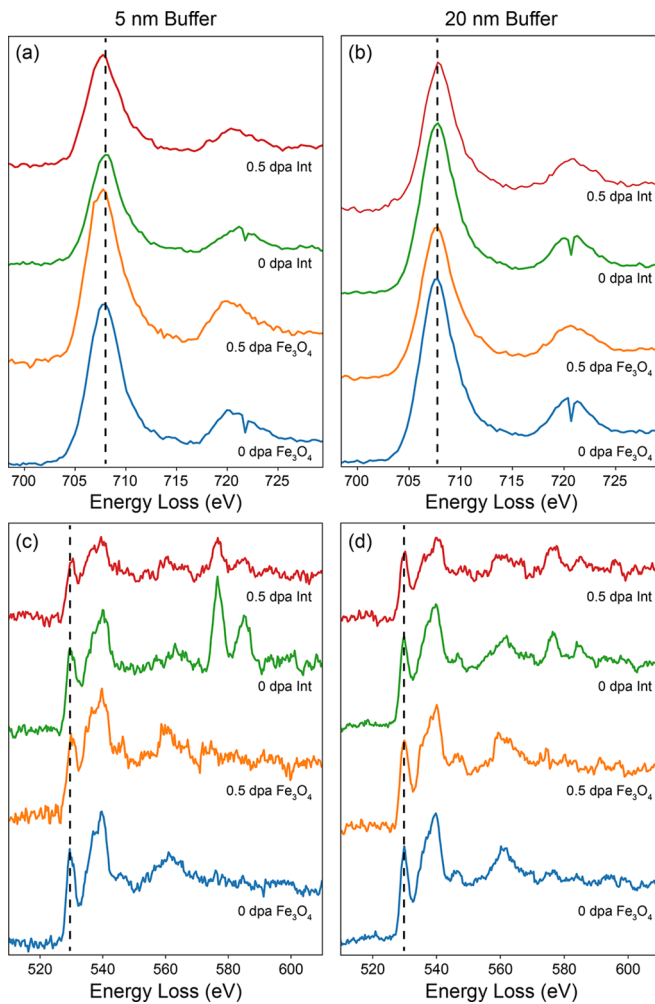 5 nm Buffer
20 nm Buffer
(a)
0.5 dpa Int
0 dpa Int
0.5 dpa Fe₃O₄
0 dpa Fe₃O₄
700 705 710 715 720 725
Energy Loss (eV)
(b)
0.5 dpa Int
0 dpa Int
0.5 dpa Fe₃O₄
0 dpa Fe₃O₄
700 705 710 715 720 725
Energy Loss (eV)
(c)
0.5 dpa Int
0 dpa Int
0.5 dpa Fe₃O₄
0 dpa Fe₃O₄
520 540 560 580 600
Energy Loss (eV)
(d)
0.5 dpa Int
0 dpa Int
0.5 dpa Fe₃O₄
0 dpa Fe₃O₄
520 540 560 580 600
Energy Loss (eV)